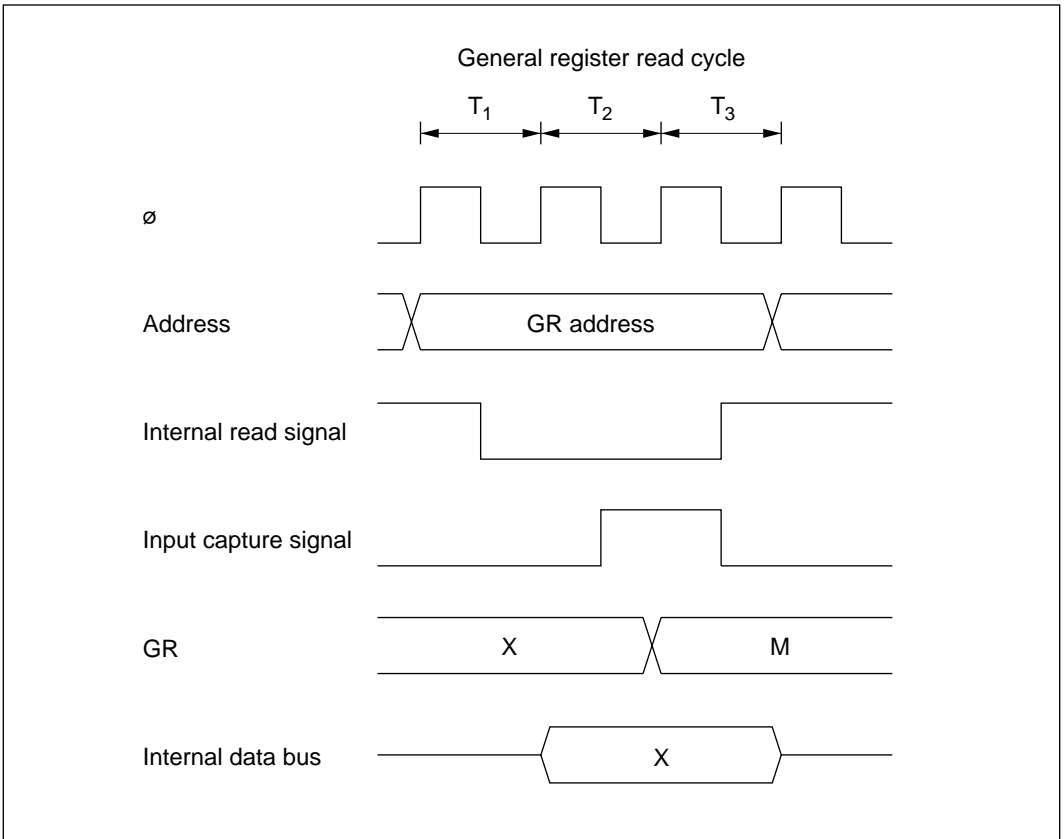 General register read cycle
T1 T2 T3
ø
Address GR address
Internal read signal
Input capture signal
GR X M
Internal data bus X